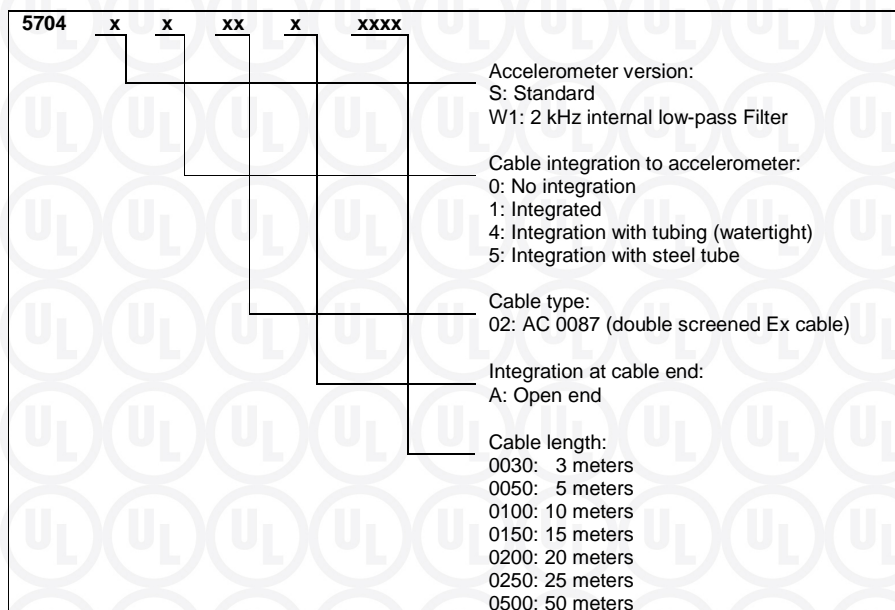 5704 x x xx x xxxx
Accelerometer version:
S: Standard
W1: 2 kHz internal low-pass Filter
Cable integration to accelerometer:
0: No integration
1: Integrated
4: Integration with tubing (watertight)
5: Integration with steel tube
Cable type:
02: AC 0087 (double screened Ex cable)
Integration at cable end:
A: Open end
Cable length:
0030: 3 meters
0050: 5 meters
0100: 10 meters
0150: 15 meters
0200: 20 meters
0250: 25 meters
0500: 50 meters